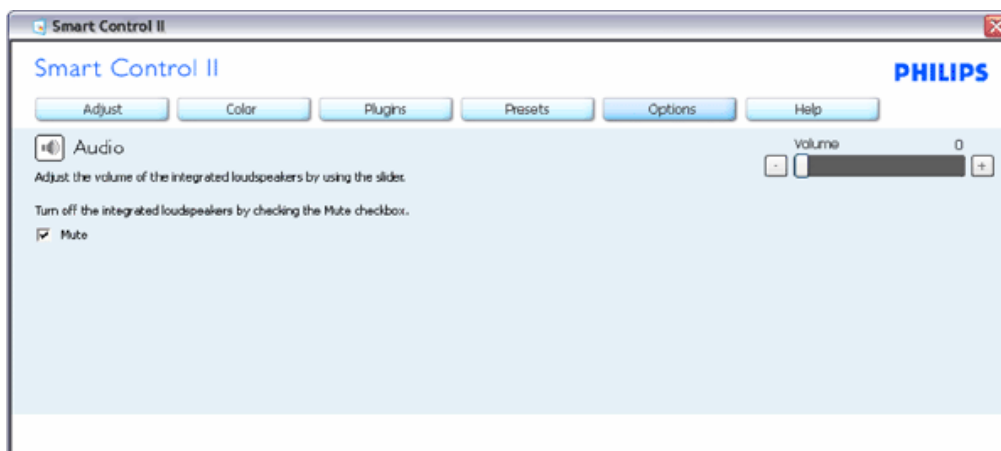 Smart Control II
Smart Control II
PHILIPS
Adjust Color Plugins Presets Options Help
Audio
Volume 0
- +
Adjust the volume of the integrated loudspeakers by using the slider.
Turn off the integrated loudspeakers by checking the Mute checkbox.
Mute